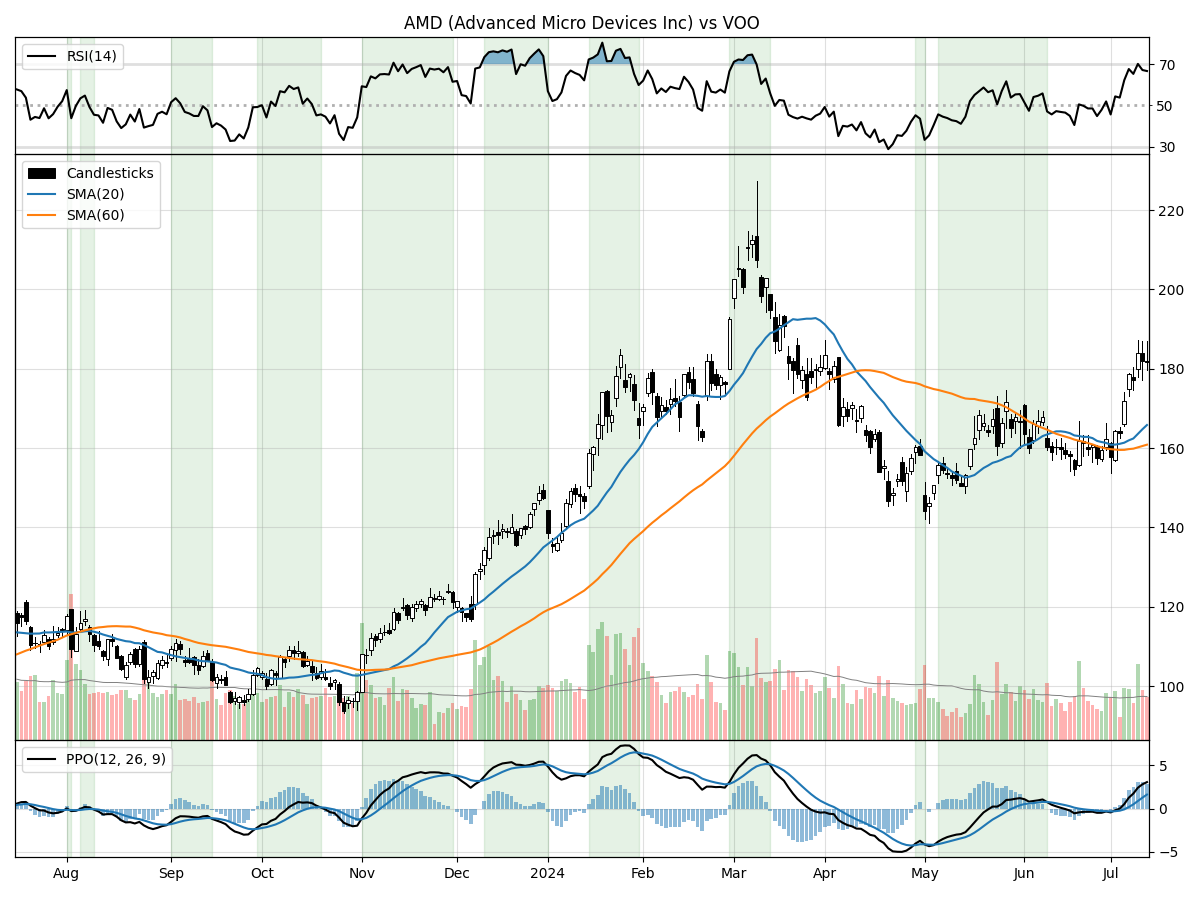 AMD (Advanced Micro Devices Inc) vs VOO
RSI(14)
70
50
30
Candlesticks
SMA(20)
SMA(60)
220
200
180
160
140
120
100
PPO(12, 26, 9)
5
0
−5
Aug Sep Oct Nov Dec 2024 Feb Mar Apr May Jun Jul